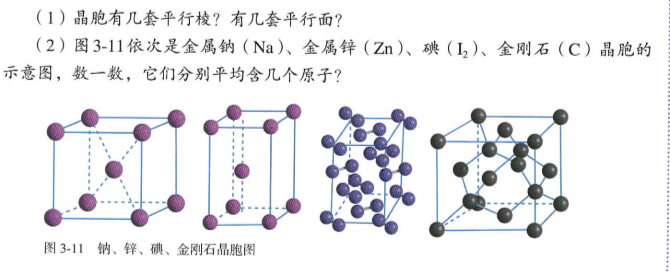 (1)晶胞有几套平行棱?有几套平行面?
(2)图3-11依次是金属钠(Na)、金属锌(Zn)、碘(I₂)、金刚石(C)晶胞的
示意图,数一数,它们分别平均含几个原子?
图 3-11 钠、锌、碘、金刚石晶胞图